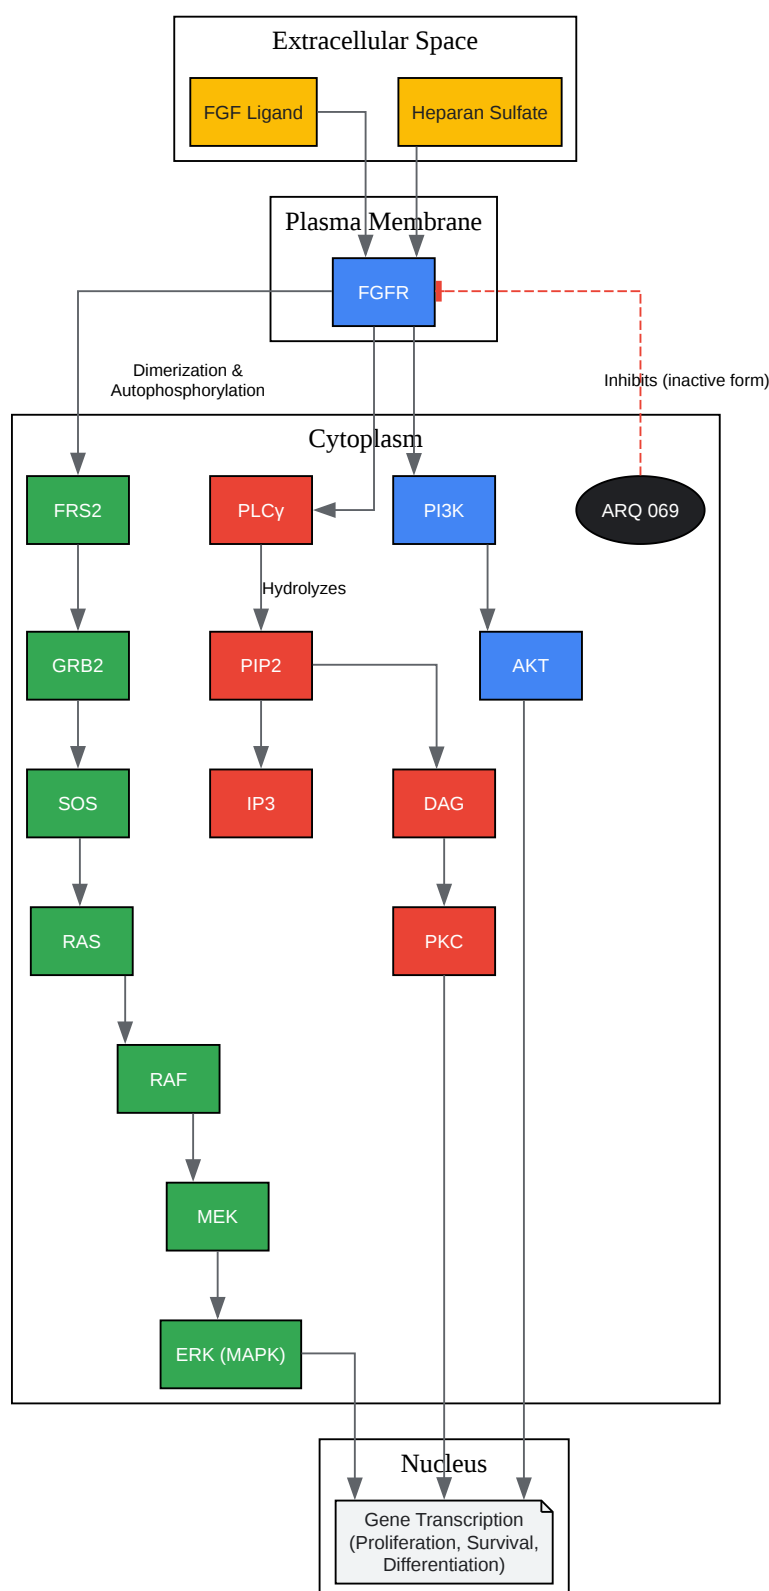 Extracellular Space
FGF Ligand
Heparan Sulfate
Plasma Membrane
FGFR
Dimerization &
Autophosphorylation
Inhibits (inactive form)
Cytoplasm
FRS2
PLCγ
PI3K
ARQ 069
Hydrolyzes
GRB2
PIP2
AKT
SOS
IP3
DAG
RAS
PKC
RAF
MEK
ERK (MAPK)
Nucleus
Gene Transcription
(Proliferation, Survival,
Differentiation)